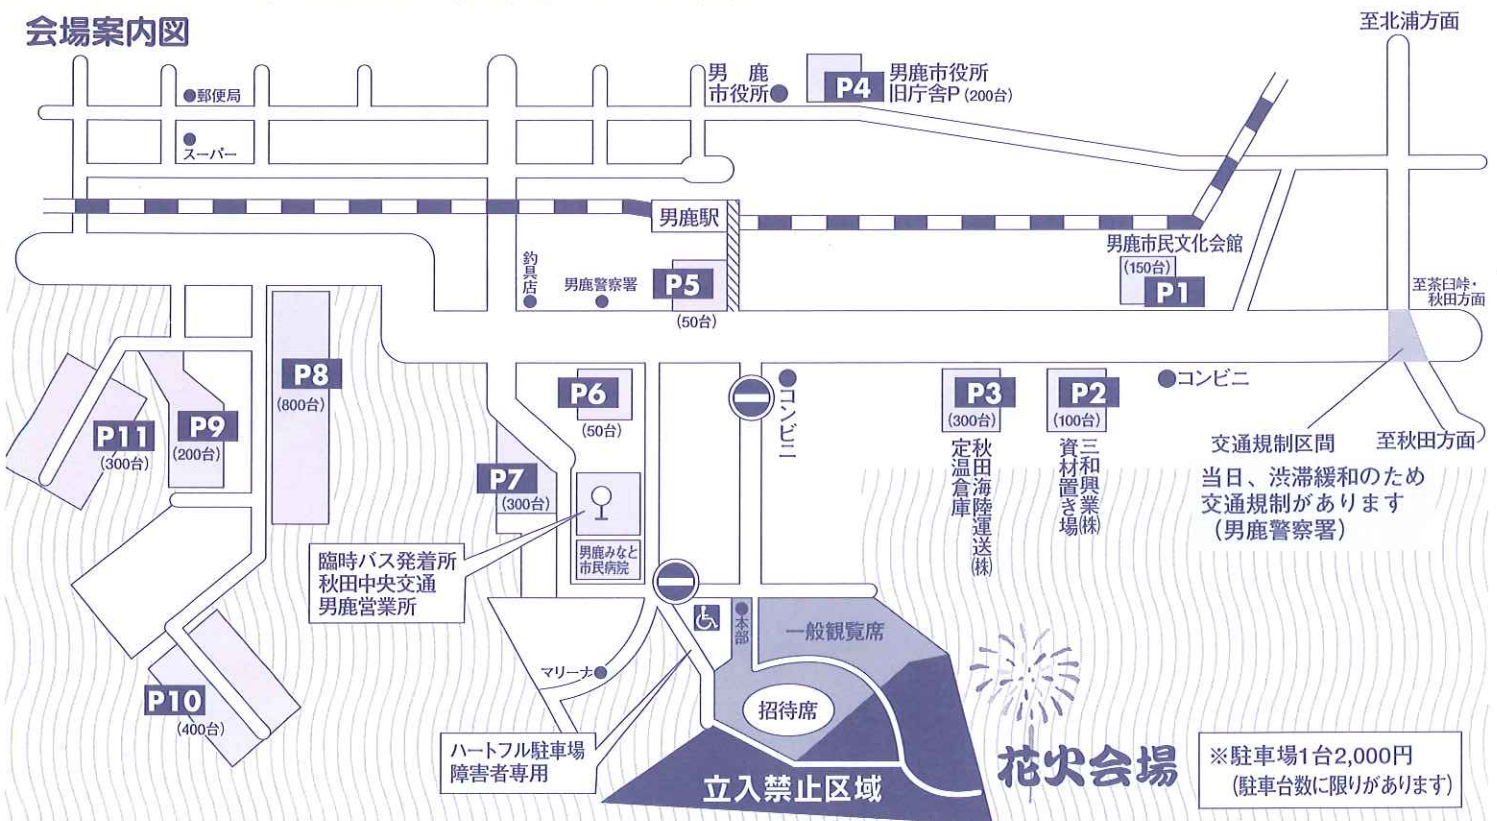 会場案内図
至北浦方面
郵便局
スーパー
男鹿
市役所
P4
男鹿市役所
旧庁舎P (200台)
男鹿駅
男鹿市民文化会館
(150台)
P1
釣具店
男鹿警察署
P5
(50台)
至茶臼峠・
秋田方面
P8
(800台)
P6
(50台)
コンビニ
P3
(300台)
秋田海陸運送(株)
定温倉庫
P2
(100台)
三和興業(株)
資材置き場
コンビニ
P11
(300台)
P9
(200台)
P7
(300台)
交通規制区間
至秋田方面
当日、渋滞緩和のため
交通規制があります
(男鹿警察署)
臨時バス発着所
秋田中央交通
男鹿営業所
男鹿みなと
市民病院
本部
一般観覧席
マリーナ
招待席
P10
(400台)
ハートフル駐車場
障害者専用
立入禁止区域
花火会場
※駐車場1台2,000円
(駐車台数に限りがあります)